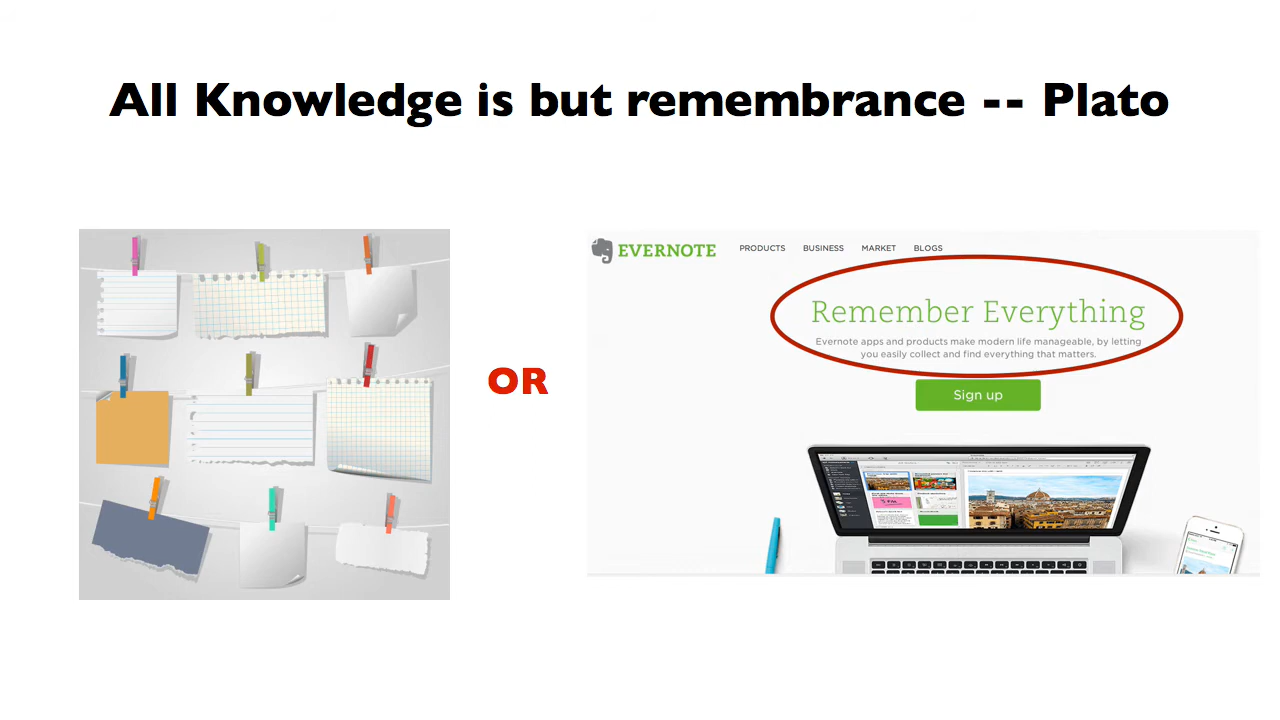 All Knowledge is but remembrance -- Plato
OR
EVERNOTE PRODUCTS BUSINESS MARKET BLOGS
Remember Everything
Evernote apps and products make modern life manageable, by letting
you easily collect and find everything that matters.
Sign up